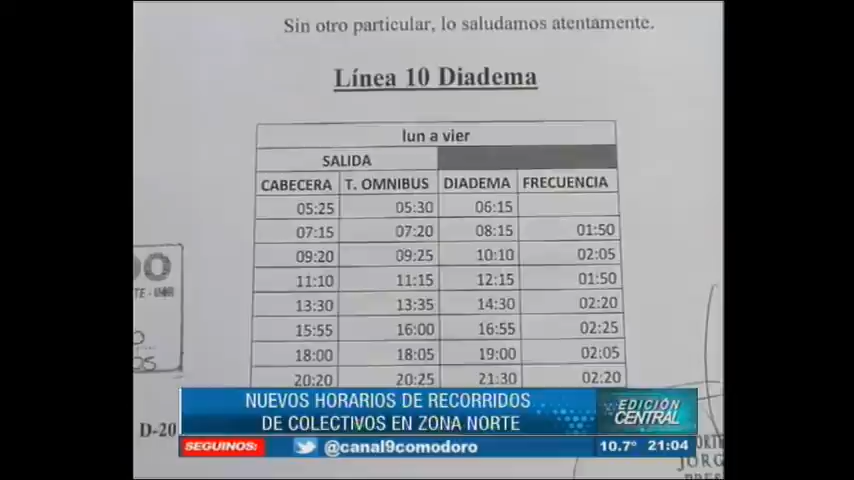 Sin otro particular, lo saludamos atentamente.
Línea 10 Diadema
lun a vier
SALIDA
CABECERA T. OMNIBUS DIADEMA FRECUENCIA
05:25 05:30 06:15
07:15 07:20 08:15 01:50
09:20 09:25 10:10 02:05
11:10 11:15 12:15 01:50
13:30 13:35 14:30 02:20
15:55 16:00 16:55 02:25
18:00 18:05 19:00 02:05
20:20 20:25 21:30 02:20
D-20
NUEVOS HORARIOS DE RECORRIDOS
DE COLECTIVOS EN ZONA NORTE
EDICIÓN
CENTRAL
SEGUINOS: @canal9comodoro 10.7° 21:04